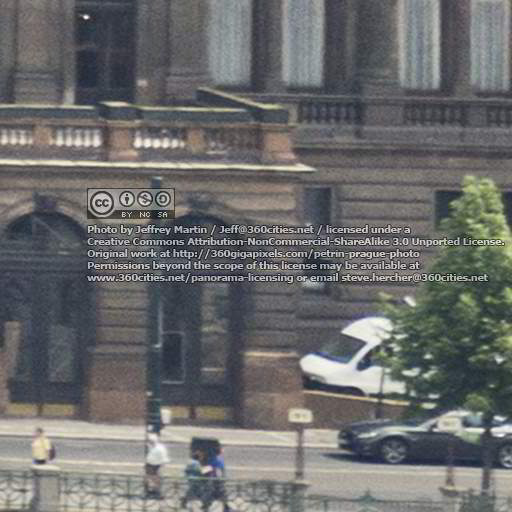 cc BY NC SA
Photo by Jeffrey Martin / Jeff@360cities.net / licensed under a
Creative Commons Attribution-NonCommercial-ShareAlike 3.0 Unported License.
Original work at http://360gigapixels.com/petrin-prague-photo
Permissions beyond the scope of this license may be available at
www.360cities.net/panorama-licensing or email steve.hercher@360cities.net